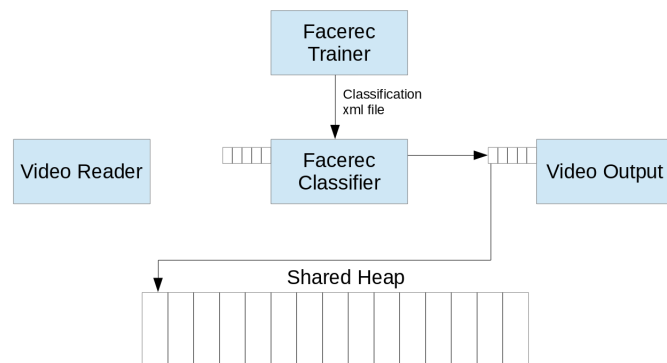 Facerec
Trainer
Classification
xml file
Video Reader
Facerec
Classifier
Video Output
Shared Heap